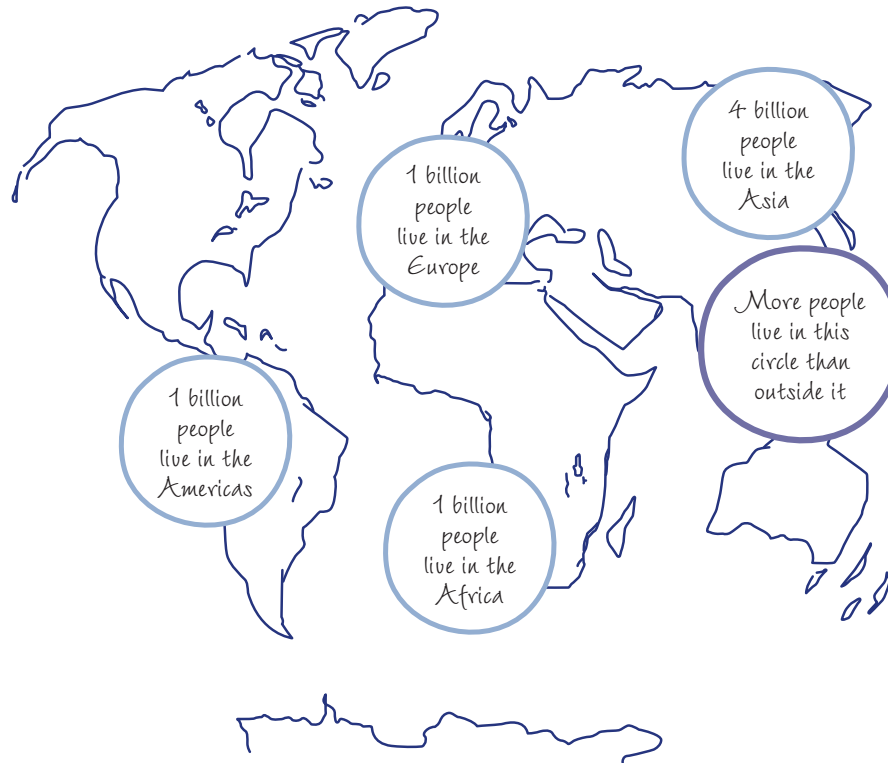 4 billion
people
live in the
Asia
1 billion
people
live in the
Europe
More people
live in this
circle than
outside it
1 billion
people
live in the
Americas
1 billion
people
live in the
Africa